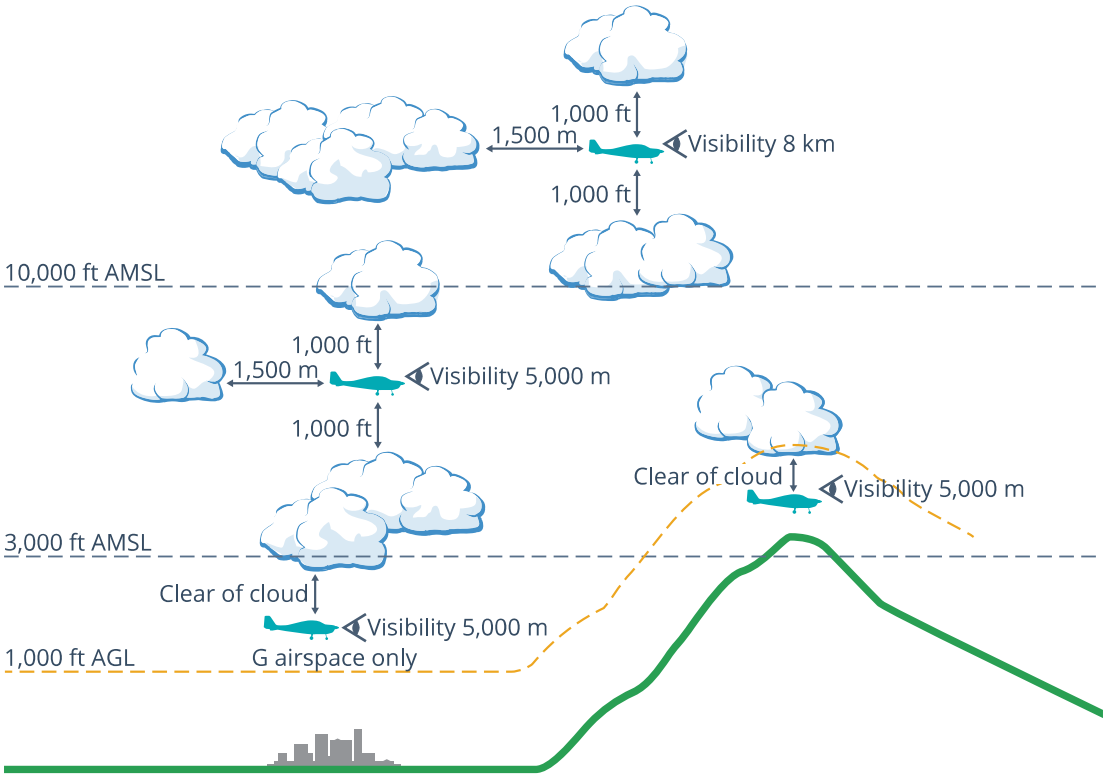 1,000 ft
1,500 m
Visibility 8 km
1,000 ft
10,000 ft AMSL
1,000 ft
1,500 m
Visibility 5,000 m
1,000 ft
Clear of cloud
Visibility 5,000 m
3,000 ft AMSL
Clear of cloud
Visibility 5,000 m
G airspace only
1,000 ft AGL